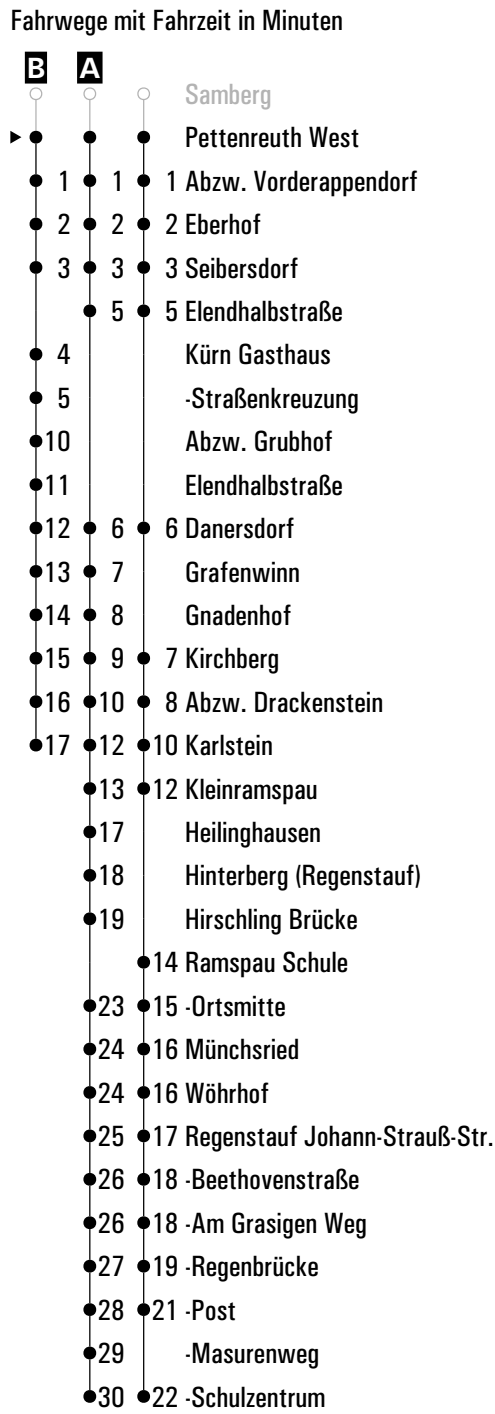 Fahrwege mit Fahrzeit in Minuten
B A
Samberg
Pettenreuth West
1 1 1 Abzw. Vorderappendorf
2 2 2 Eberhof
3 3 3 Seibersdorf
5 5 Elendhalbstraße
4 Kürn Gasthaus
5 -Straßenkreuzung
10 Abzw. Grubhof
11 Elendhalbstraße
12 6 6 Danersdorf
13 7 Grafenwinn
14 8 Gnadenhof
15 9 7 Kirchberg
16 10 8 Abzw. Drackenstein
17 12 10 Karlstein
13 12 Kleinramspau
17 Heilinghausen
18 Hinterberg (Regenstauf)
19 Hirschling Brücke
14 Ramspau Schule
23 15 -Ortsmitte
24 16 Münchsried
24 16 Wöhrhof
25 17 Regenstauf Johann-Strauß-Str.
26 18 -Beethovenstraße
26 18 -Am Grasigen Weg
27 19 -Regenbrücke
28 21 -Post
29 -Masurenweg
30 22 -Schulzentrum